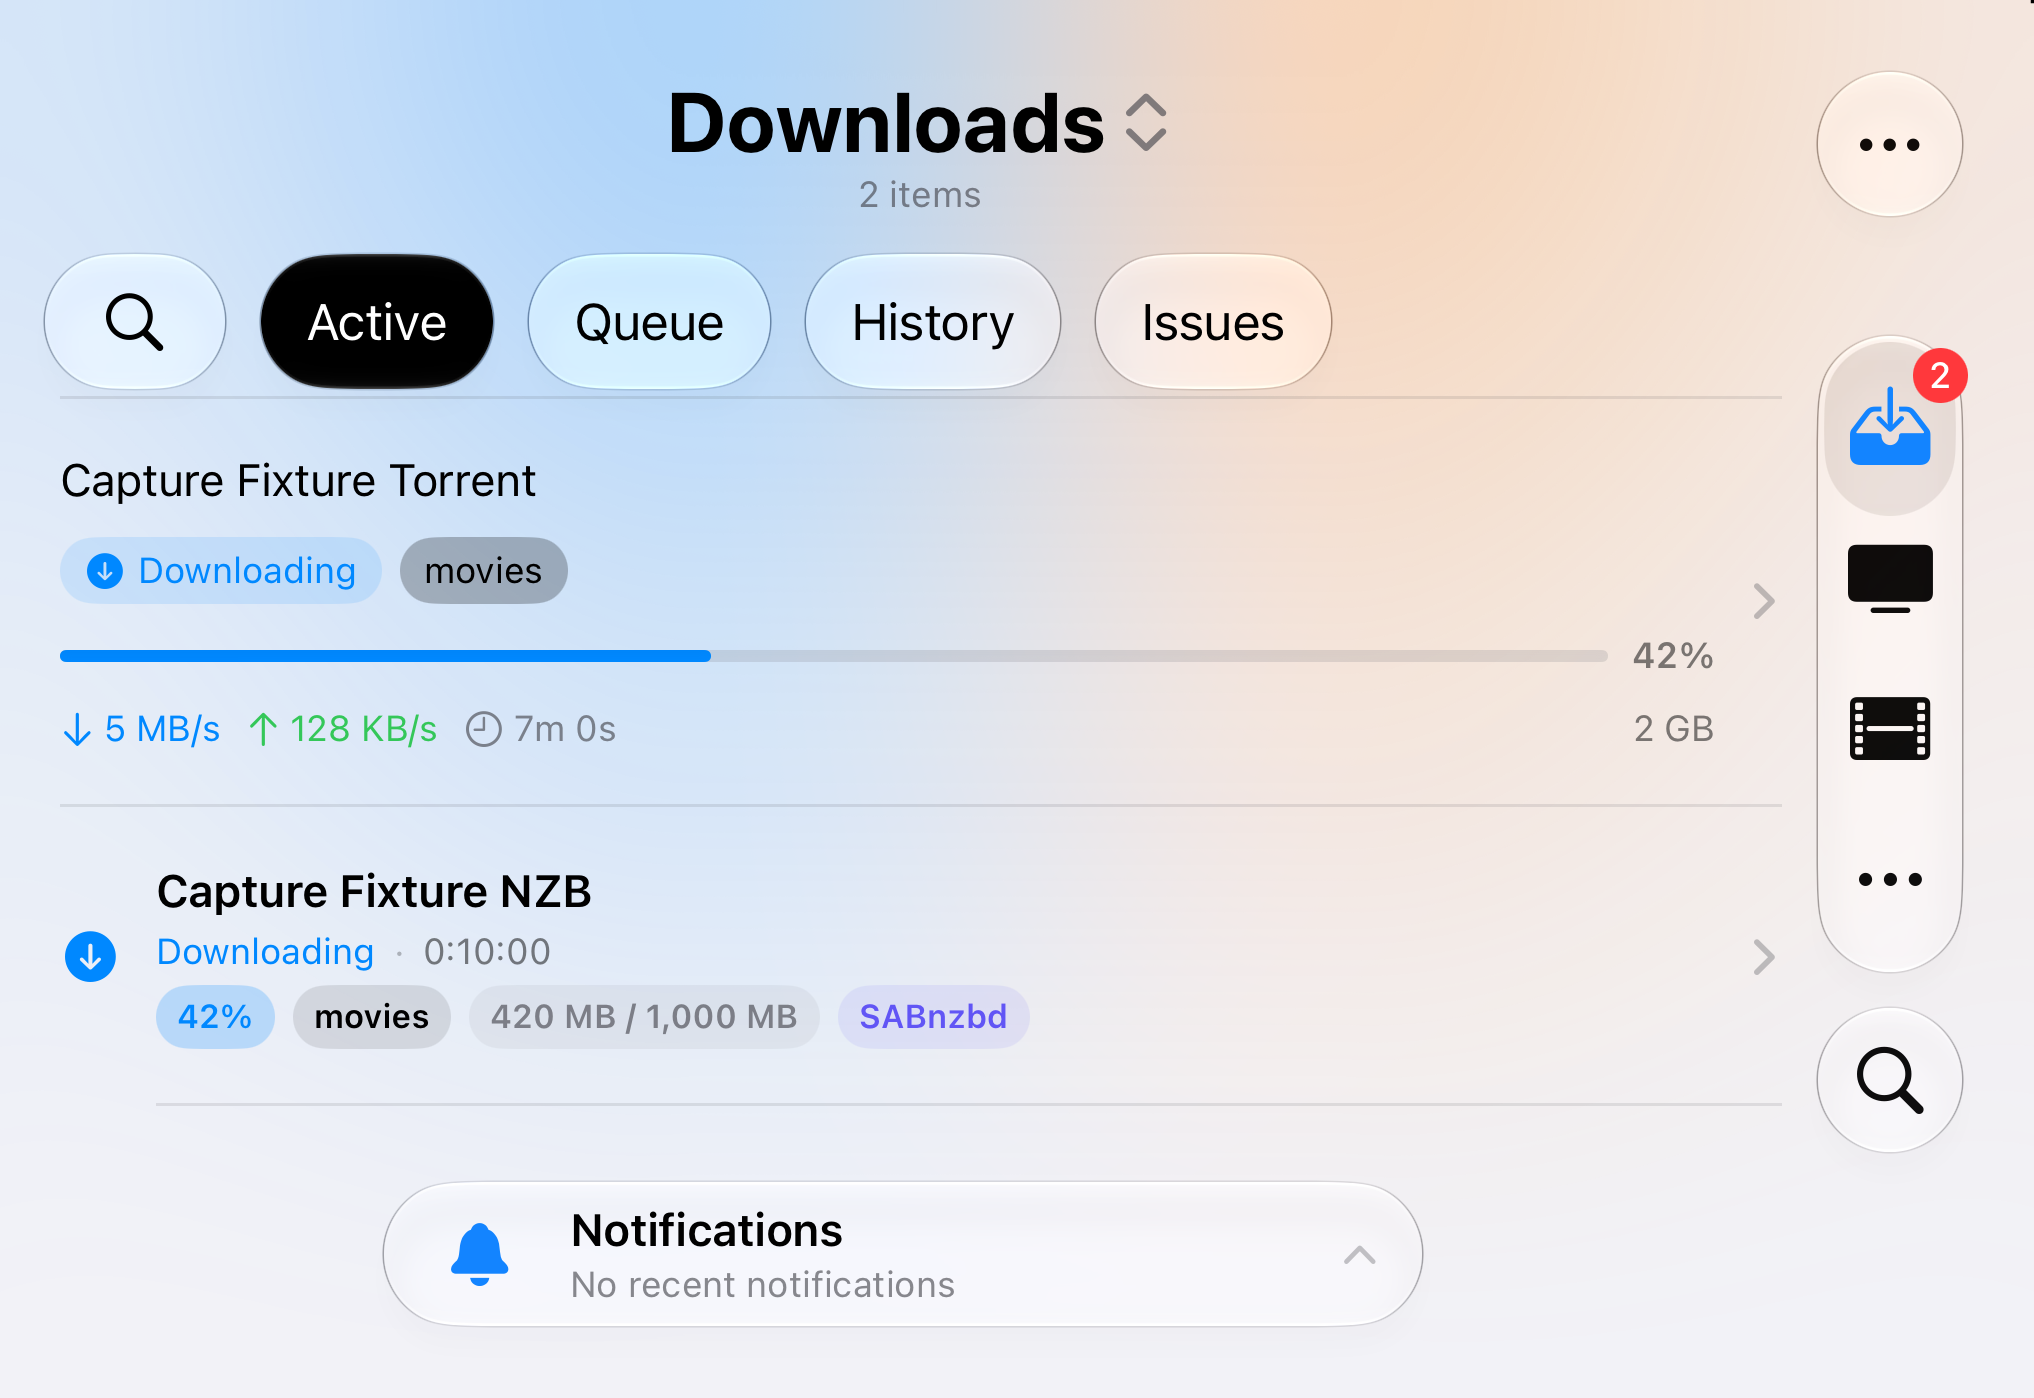 Downloads
2 items
Active Queue History Issues
2
Capture Fixture Torrent
Downloading movies
42%
5 MB/s 128 KB/s 7m 0s 2 GB
Capture Fixture NZB
Downloading · 0:10:00
42% movies 420 MB / 1,000 MB SABnzbd
Notifications
No recent notifications